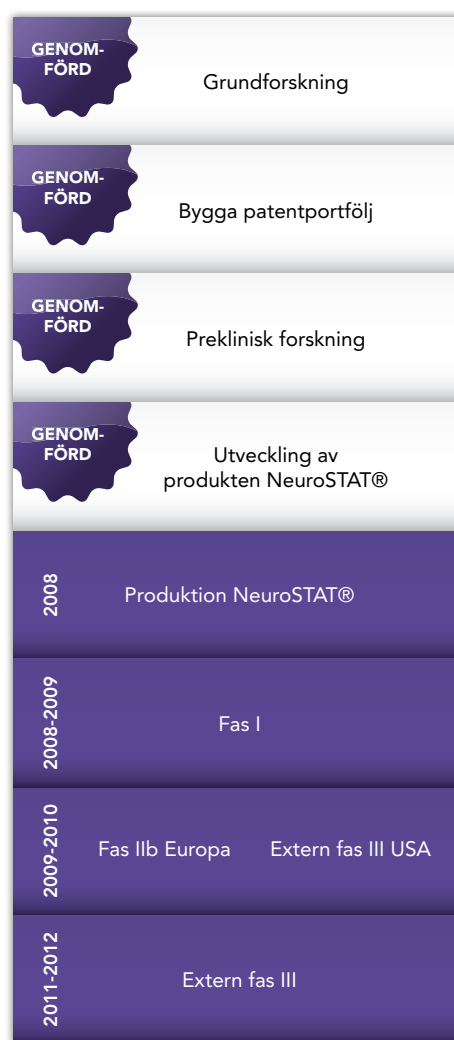 GENOM-
FÖRD
Grundforskning
GENOM-
FÖRD
Bygga patentportfölj
GENOM-
FÖRD
Preklinisk forskning
GENOM-
FÖRD
Utveckling av
produkten NeuroSTAT®
2008
Produktion NeuroSTAT®
2008-2009
Fas I
2009-2010
Fas IIb Europa
Extern fas III USA
2011-2012
Extern fas III